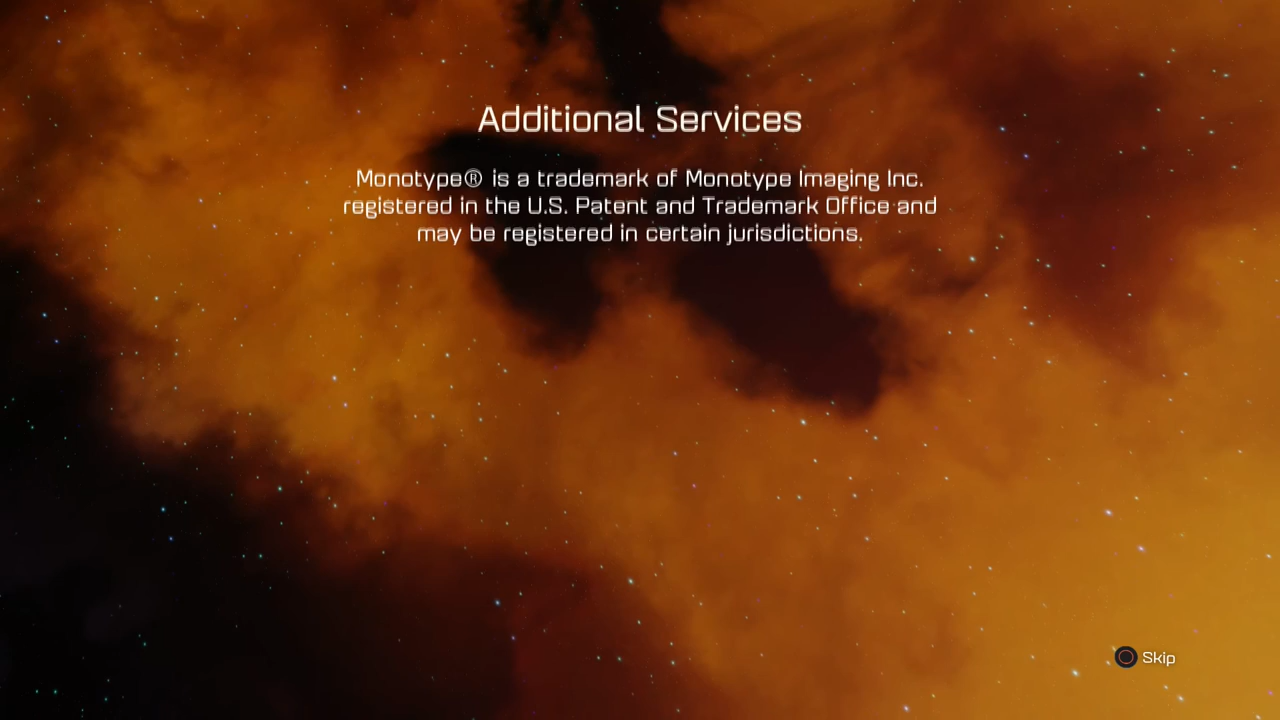 Additional Services
Monotype® is a trademark of Monotype Imaging Inc.
registered in the U.S. Patent and Trademark Office and
may be registered in certain jurisdictions.
Skip